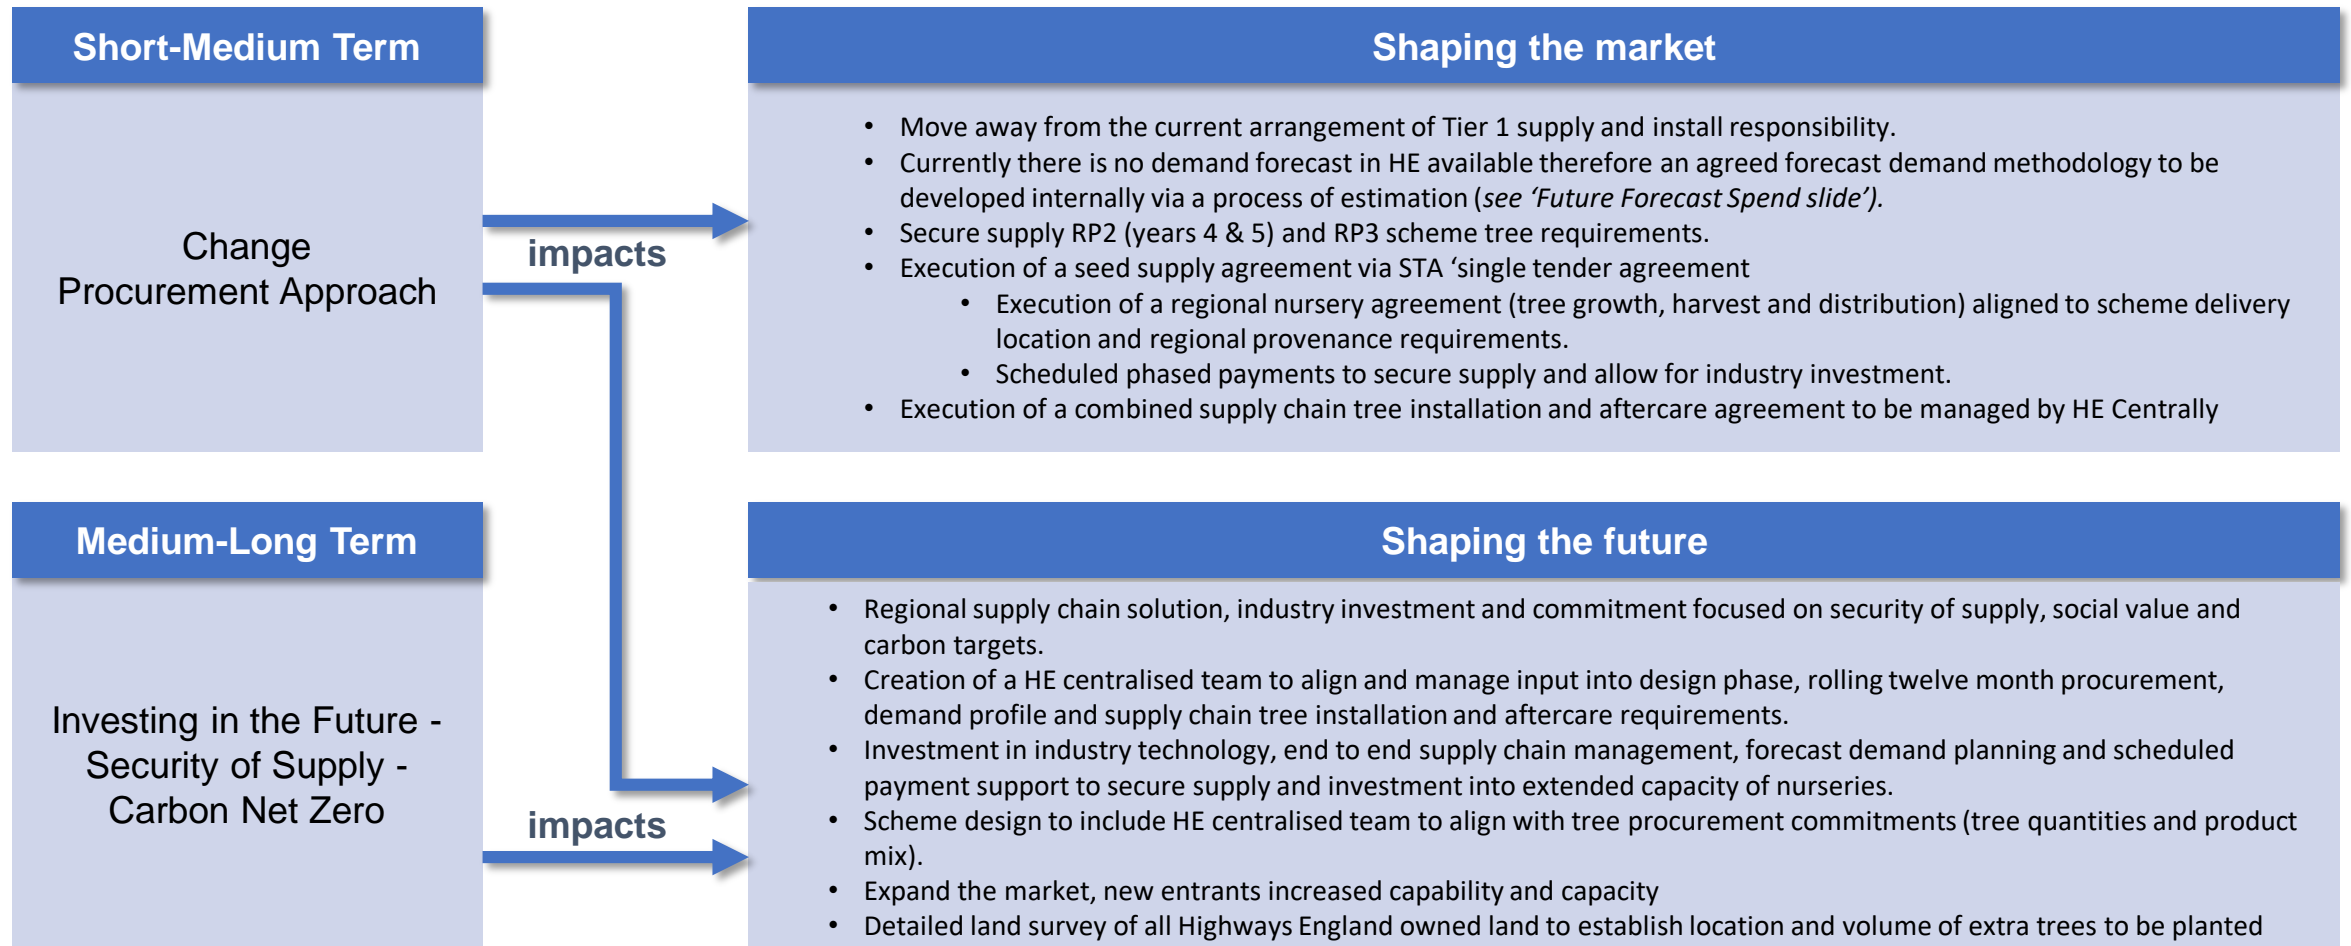 Short-Medium Term
Change
Procurement Approach
impacts
Shaping the market
• Move away from the current arrangement of Tier 1 supply and install responsibility.
• Currently there is no demand forecast in HE available therefore an agreed forecast demand methodology to be
developed internally via a process of estimation (see ‘Future Forecast Spend slide’).
• Secure supply RP2 (years 4 & 5) and RP3 scheme tree requirements.
• Execution of a seed supply agreement via STA ‘single tender agreement
• Execution of a regional nursery agreement (tree growth, harvest and distribution) aligned to scheme delivery
location and regional provenance requirements.
• Scheduled phased payments to secure supply and allow for industry investment.
• Execution of a combined supply chain tree installation and aftercare agreement to be managed by HE Centrally
Medium-Long Term
Investing in the Future -
Security of Supply -
Carbon Net Zero
impacts
Shaping the future
• Regional supply chain solution, industry investment and commitment focused on security of supply, social value and
carbon targets.
• Creation of a HE centralised team to align and manage input into design phase, rolling twelve month procurement,
demand profile and supply chain tree installation and aftercare requirements.
• Investment in industry technology, end to end supply chain management, forecast demand planning and scheduled
payment support to secure supply and investment into extended capacity of nurseries.
• Scheme design to include HE centralised team to align with tree procurement commitments (tree quantities and product
mix).
• Expand the market, new entrants increased capability and capacity
• Detailed land survey of all Highways England owned land to establish location and volume of extra trees to be planted